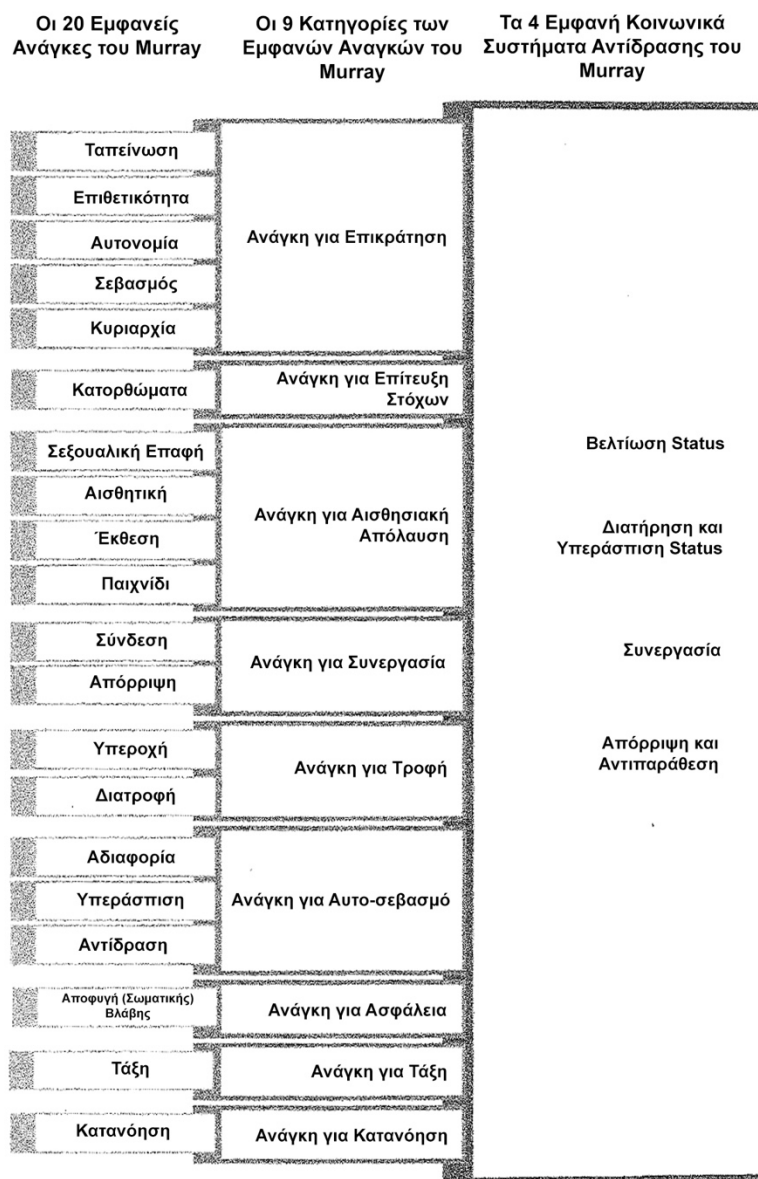 Οι 20 Εμφανείς
Ανάγκες του Murray
Οι 9 Κατηγορίες των
Εμφανών Αναγκών του
Murray
Τα 4 Εμφανή Κοινωνικά
Συστήματα Αντίδρασης του
Murray
Ταπείνωση
Επιθετικότητα
Αυτονομία
Σεβασμός
Κυριαρχία
Ανάγκη για Επικράτηση
Κατορθώματα
Ανάγκη για Επίτευξη
Στόχων
Σεξουαλική Επαφή
Αισθητική
Έκθεση
Παιχνίδι
Ανάγκη για Αισθησιακή
Απόλαυση
Σύνδεση
Απόρριψη
Ανάγκη για Συνεργασία
Υπεροχή
Διατροφή
Ανάγκη για Τροφή
Αδιαφορία
Υπεράσπιση
Αντίδραση
Ανάγκη για Αυτο-σεβασμό
Αποφυγή (Σωματικής)
Βλάβης
Ανάγκη για Ασφάλεια
Τάξη
Ανάγκη για Τάξη
Κατανόηση
Ανάγκη για Κατανόηση
Βελτίωση Status
Διατήρηση και
Υπεράσπιση Status
Συνεργασία
Απόρριψη και
Αντιπαράθεση